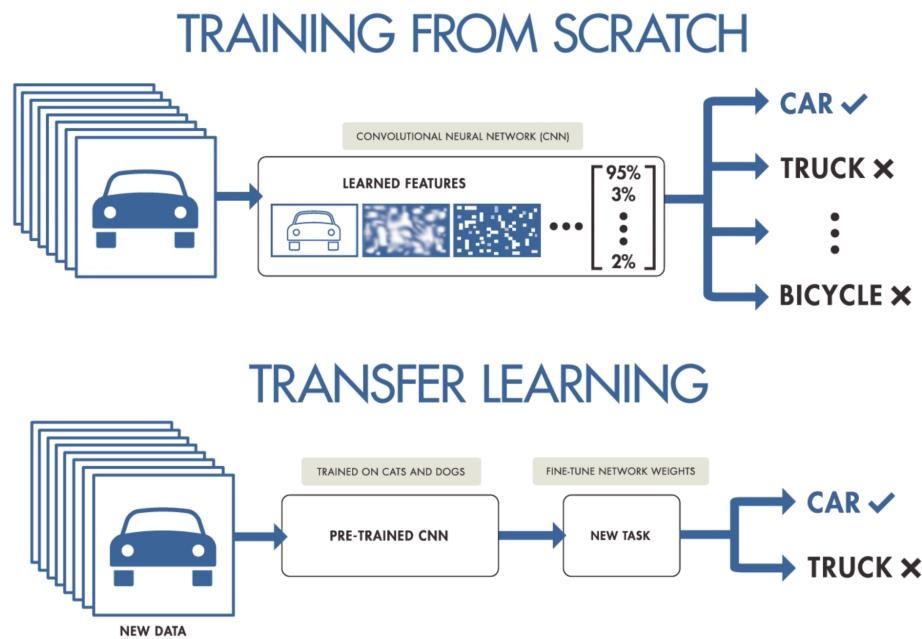 TRAINING FROM SCRATCH
CONVOLUTIONAL NEURAL NETWORK (CNN)
LEARNED FEATURES
95%
3%
2%
CAR ✓
TRUCK ✕
BICYCLE ✕
TRANSFER LEARNING
TRAINED ON CATS AND DOGS
FINE-TUNE NETWORK WEIGHTS
PRE-TRAINED CNN
NEW TASK
CAR ✓
TRUCK ✕
NEW DATA